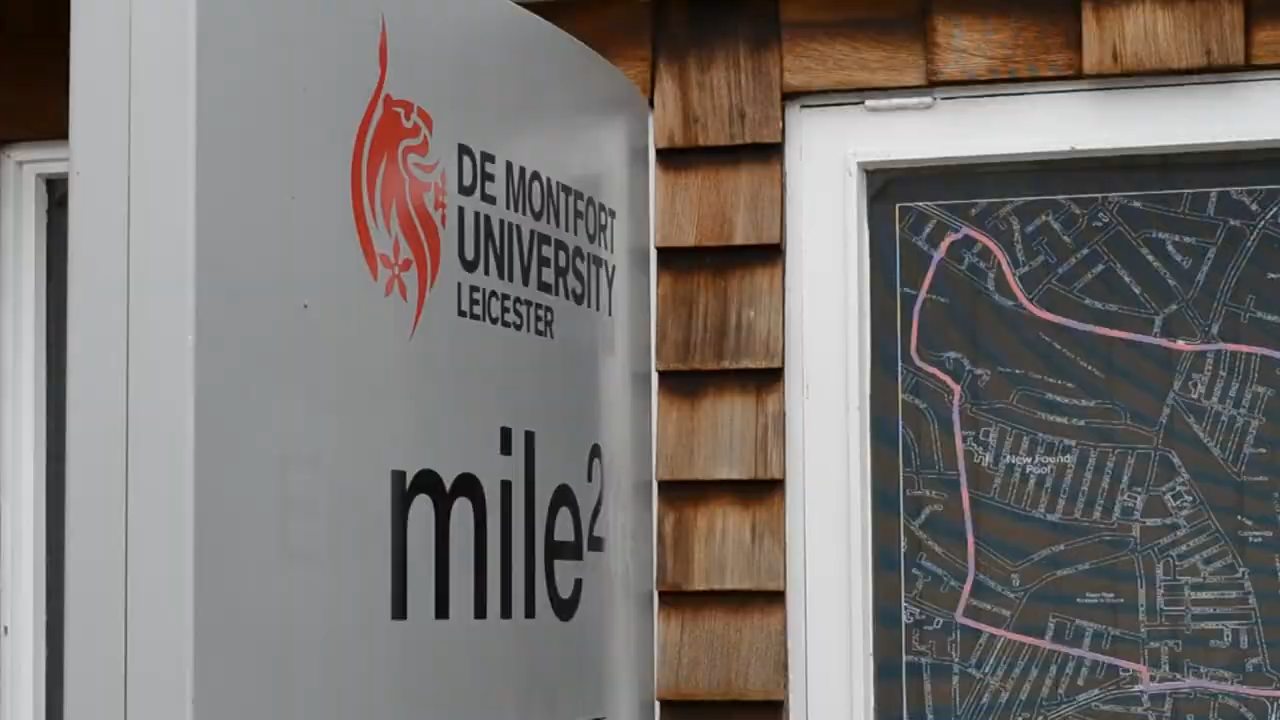 DE MONTFORT
UNIVERSITY
LEICESTER
mile²
New Found
Pool